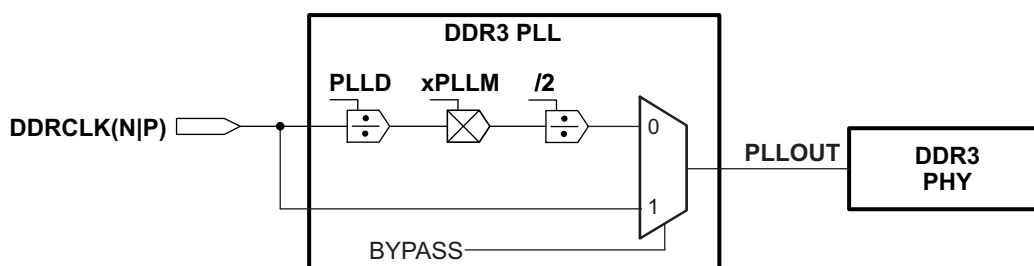 DDR3 PLL
PLLD
xPLLM
/2
DDRCLK(N|P)
0
PLLOUT
DDR3
PHY
1
BYPASS